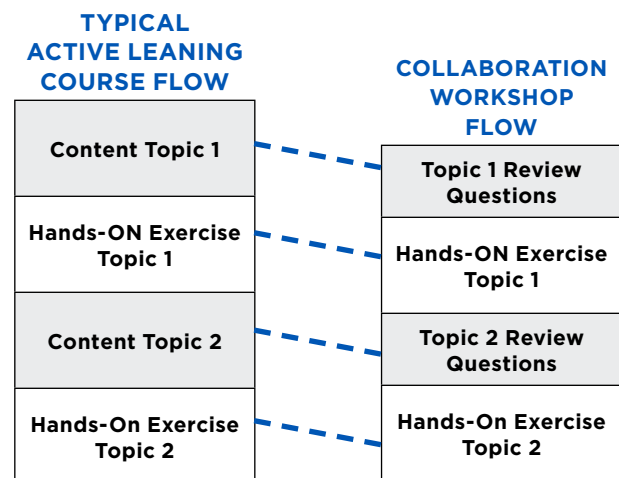 TYPICAL
ACTIVE LEANING
COURSE FLOW
Content Topic 1
Hands-ON Exercise
Topic 1
Content Topic 2
Hands-On Exercise
Topic 2
COLLABORATION
WORKSHOP
FLOW
Topic 1 Review
Questions
Hands-ON Exercise
Topic 1
Topic 2 Review
Questions
Hands-On Exercise
Topic 2